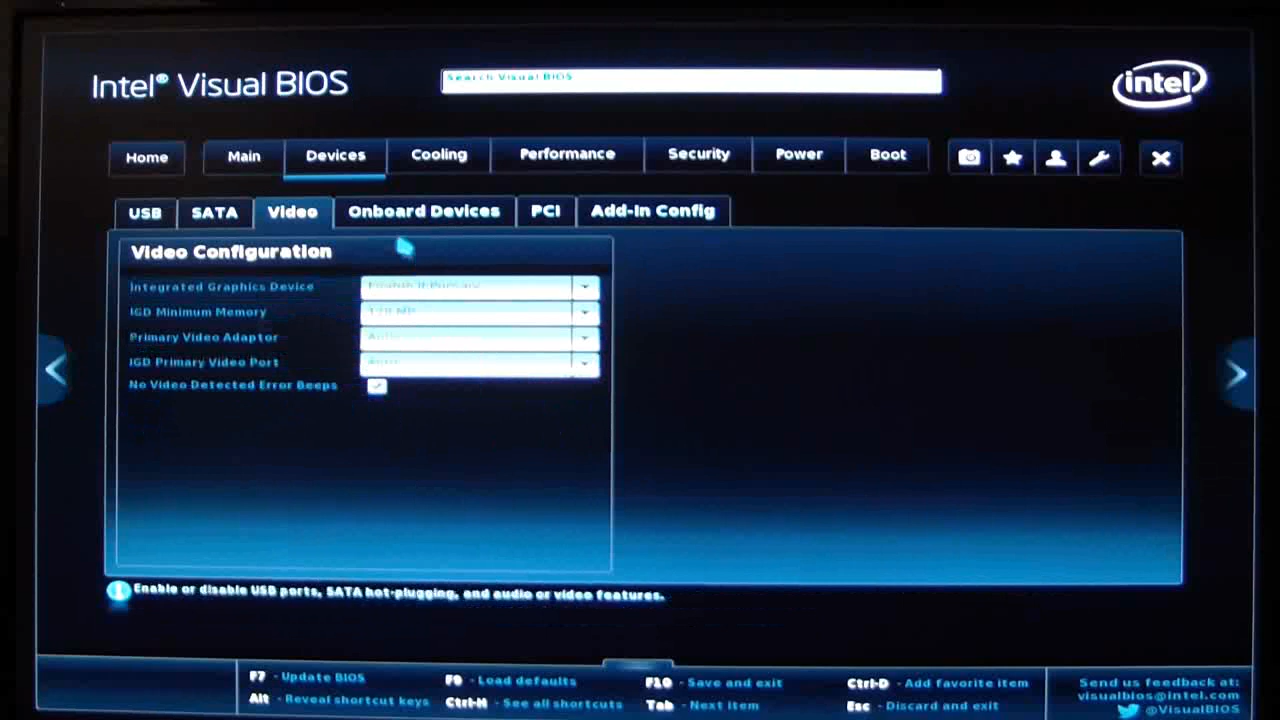 Intel® Visual BIOS
Search Visual BIOS
intel
Home Main Devices Cooling Performance Security Power Boot
USB SATA Video Onboard Devices PCI Add-In Config
Video Configuration
Integrated Graphics Device
IGD Minimum Memory
Primary Video Adaptor
IGD Primary Video Port
No Video Detected Error Beeps
Enable or disable USB ports, SATA hot-plugging, and audio or video features.
F7 - Update BIOS
Alt - Reveal shortcut keys
F9 - Load defaults
Ctrl-H - See all shortcuts
F10 - Save and exit
Tab - Next item
Ctrl-D - Add favorite item
Esc - Discard and exit
Send us feedback at:
visualbios@intel.com
@VisualBIOS